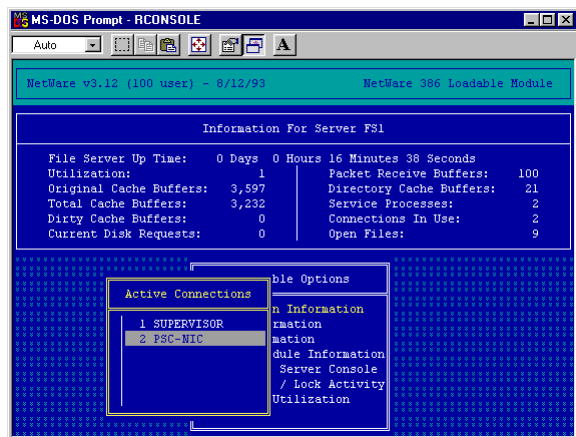 MS-DOS Prompt - RCONSOLE
Auto
A
NetWare v3.12 (100 user) - 8/12/93 NetWare 386 Loadable Module
Information For Server FS1
File Server Up Time: 0 Days 0 Hours 16 Minutes 38 Seconds
Utilization: 1 Packet Receive Buffers: 100
Original Cache Buffers: 3,597 Directory Cache Buffers: 21
Total Cache Buffers: 3,232 Service Processes: 2
Dirty Cache Buffers: 0 Connections In Use: 2
Current Disk Requests: 0 Open Files: 9
ble Options
Active Connections
n Information
1 SUPERVISOR rmation
2 PSC-NIC mation
dule Information
Server Console
/ Lock Activity
Utilization